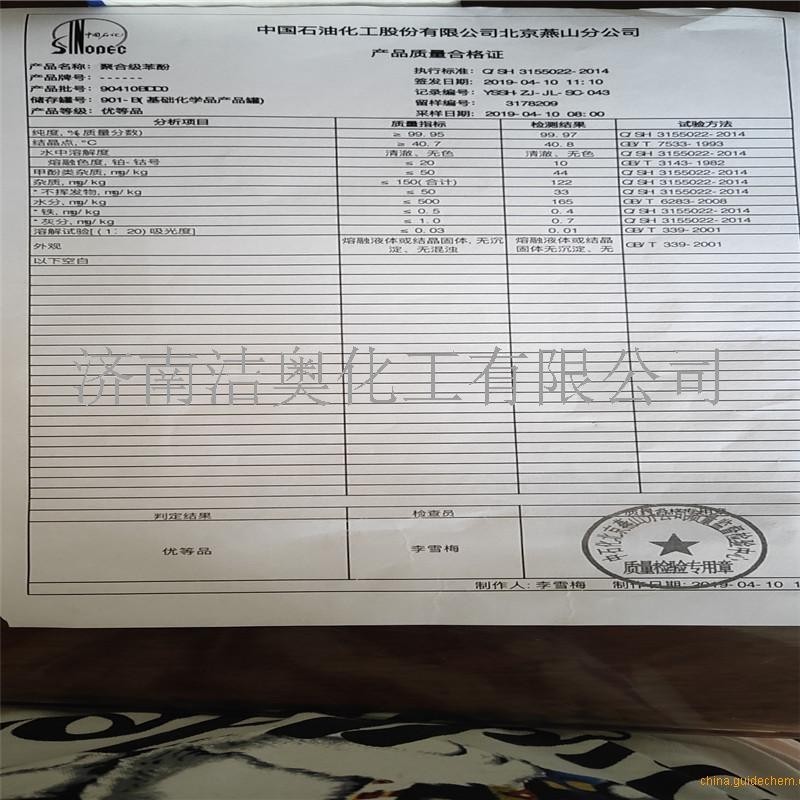 中国石化
SINOPEC
中国石油化工股份有限公司北京燕山分公司
产品质量合格证
产品名称: 聚合级苯酚
产品牌号: ------
产品批号: 90410BCD0
储存罐号: 901-B(基础化学品产品罐)
产品等级: 优等品
执行标准: Q/SH 3155022-2014
签发日期: 2019-04-10 11:10
记录编号: YSSH-ZJ-JL-SC-043
留样编号: 3178209
采样日期: 2019-04-10 08:00
分析项目 质量指标 检测结果 试验方法
纯度, %(质量分数) ≥ 99.95 99.97 Q/SH 3155022-2014
结晶点, °C ≥ 40.7 40.8 GB/T 7533-1993
水中溶解度 清澈、无色 清澈、无色 Q/SH 3155022-2014
熔融色度, 铂-钴号 ≤ 20 10 GB/T 3143-1982
甲酚类杂质, mg/kg ≤ 50 44 Q/SH 3155022-2014
杂质, mg/kg ≤ 150(合计) 122 Q/SH 3155022-2014
*不挥发物, mg/kg ≤ 50 33 Q/SH 3155022-2014
水分, mg/kg ≤ 500 165 GB/T 6283-2008
*铁, mg/kg ≤ 0.5 0.4 Q/SH 3155022-2014
*灰分, mg/kg ≤ 1.0 0.7 Q/SH 3155022-2014
溶解试验[(1: 20)吸光度] ≤ 0.03 0.01 GB/T 339-2001
外观 熔融液体或结晶固体, 无沉淀、无混浊 熔融液体或结晶固体无沉淀、无 GB/T 339-2001
以下空白
济南洁奥化工有限公司
判定结果 检查员
优等品 李雪梅
质量检验专用章
制作人: 李雪梅 制作日期: 2019-04-10 1
china.guidechem.co